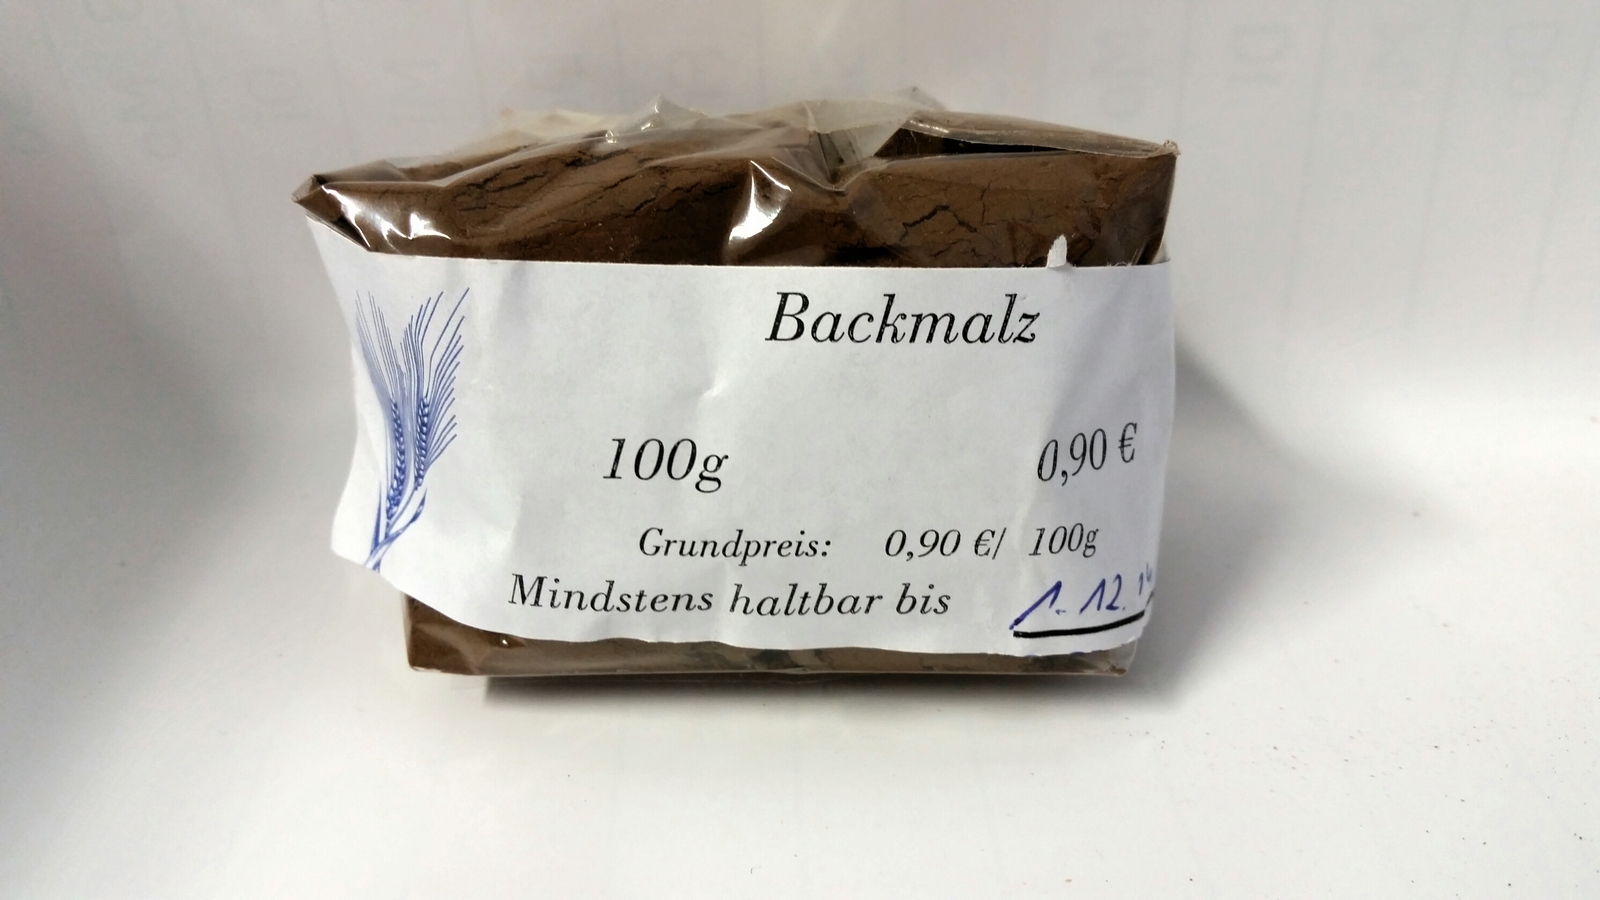 Backmalz
100g 0,90 €
Grundpreis: 0,90 €/ 100g
Mindstens haltbar bis 1. 12.